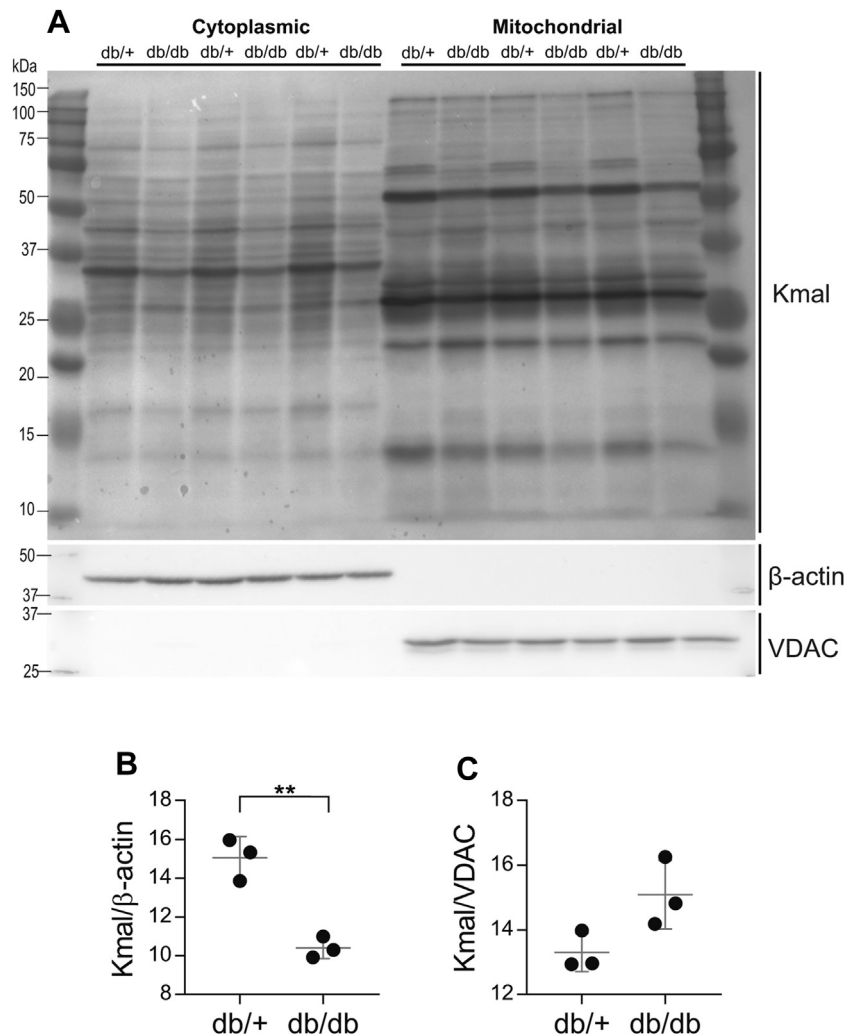 A
Cytoplasmic Mitochondrial
db/+ db/db db/+ db/db db/+ db/db db/+ db/db db/+ db/db db/+ db/db
kDa
150
100
75
50
37
25
20
15
10
Kmal
50
37
β-actin
37
25
VDAC
B
**
18
16
14
12
10
8
Kmal/β-actin
db/+ db/db
C
18
16
14
12
Kmal/VDAC
db/+ db/db